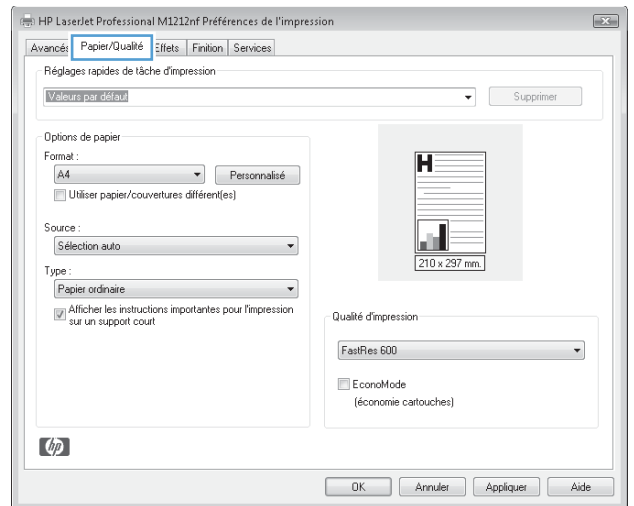 HP LaserJet Professional M1212nf Préférences de l'impression
Avancés Papier/Qualité Effets Finition Services
Réglages rapides de tâche d'impression
Valeurs par défaut
Supprimer
Options de papier
Format :
A4
Personnalisé
Utiliser papier/couvertures différent(es)
Source :
Sélection auto
Type :
Papier ordinaire
Afficher les instructions importantes pour l'impression
sur un support court
H
210 x 297 mm.
Qualité d'impression
FastRes 600
EconoMode
(économie cartouches)
hp
OK Annuler Appliquer Aide